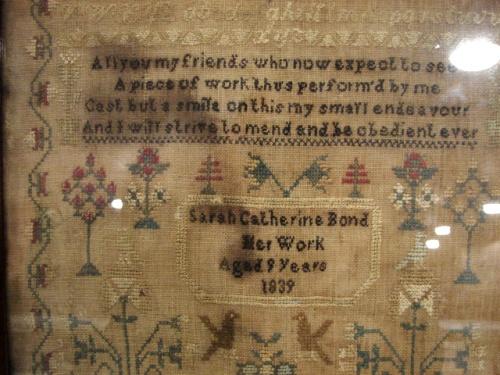 All you my friends who now expect to see
A piece of work thus perform'd by me
Cast but a smile on this my small endeavour
And I will strive to mend and be obedient ever
Sarah Catherine Bond
Her Work
Aged 9 Years
1839